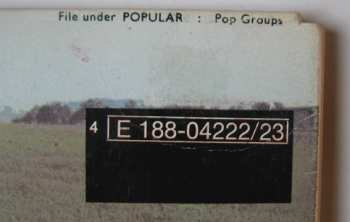 File under POPULAR : Pop Groups
4 E 188-04222/23